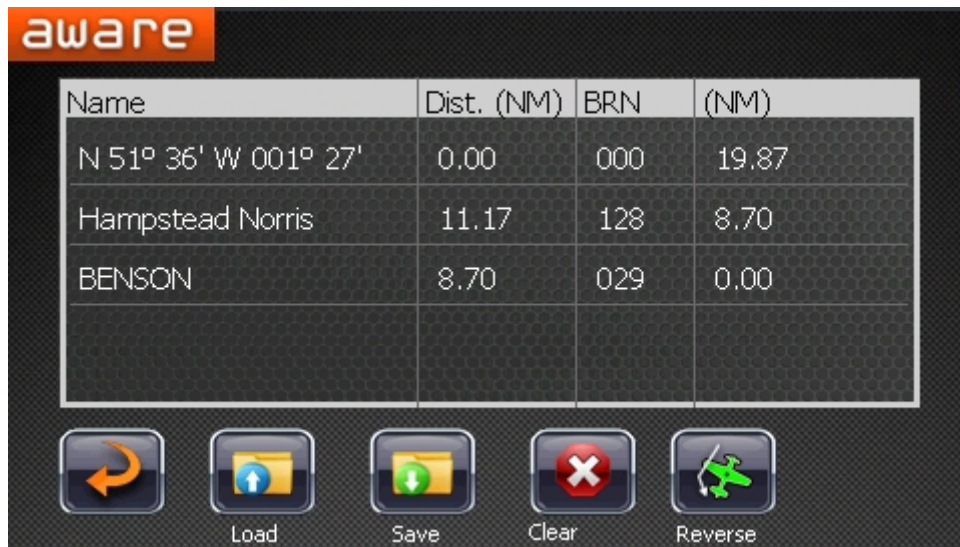 aware
Name Dist. (NM) BRN (NM)
N 51º 36' W 001º 27' 0.00 000 19.87
Hampstead Norris 11.17 128 8.70
BENSON 8.70 029 0.00
Load Save Clear Reverse